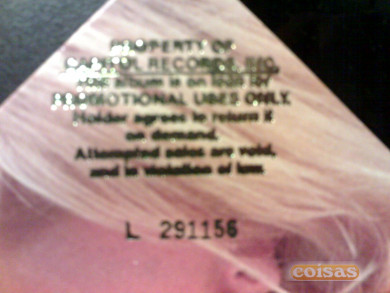 PROPERTY OF
CAPITOL RECORDS, INC.
This album is on loan for
PROMOTIONAL USES ONLY.
Holder agrees to return it
on demand.
Attempted sales are void,
and in violation of law.
L 291156
coisas